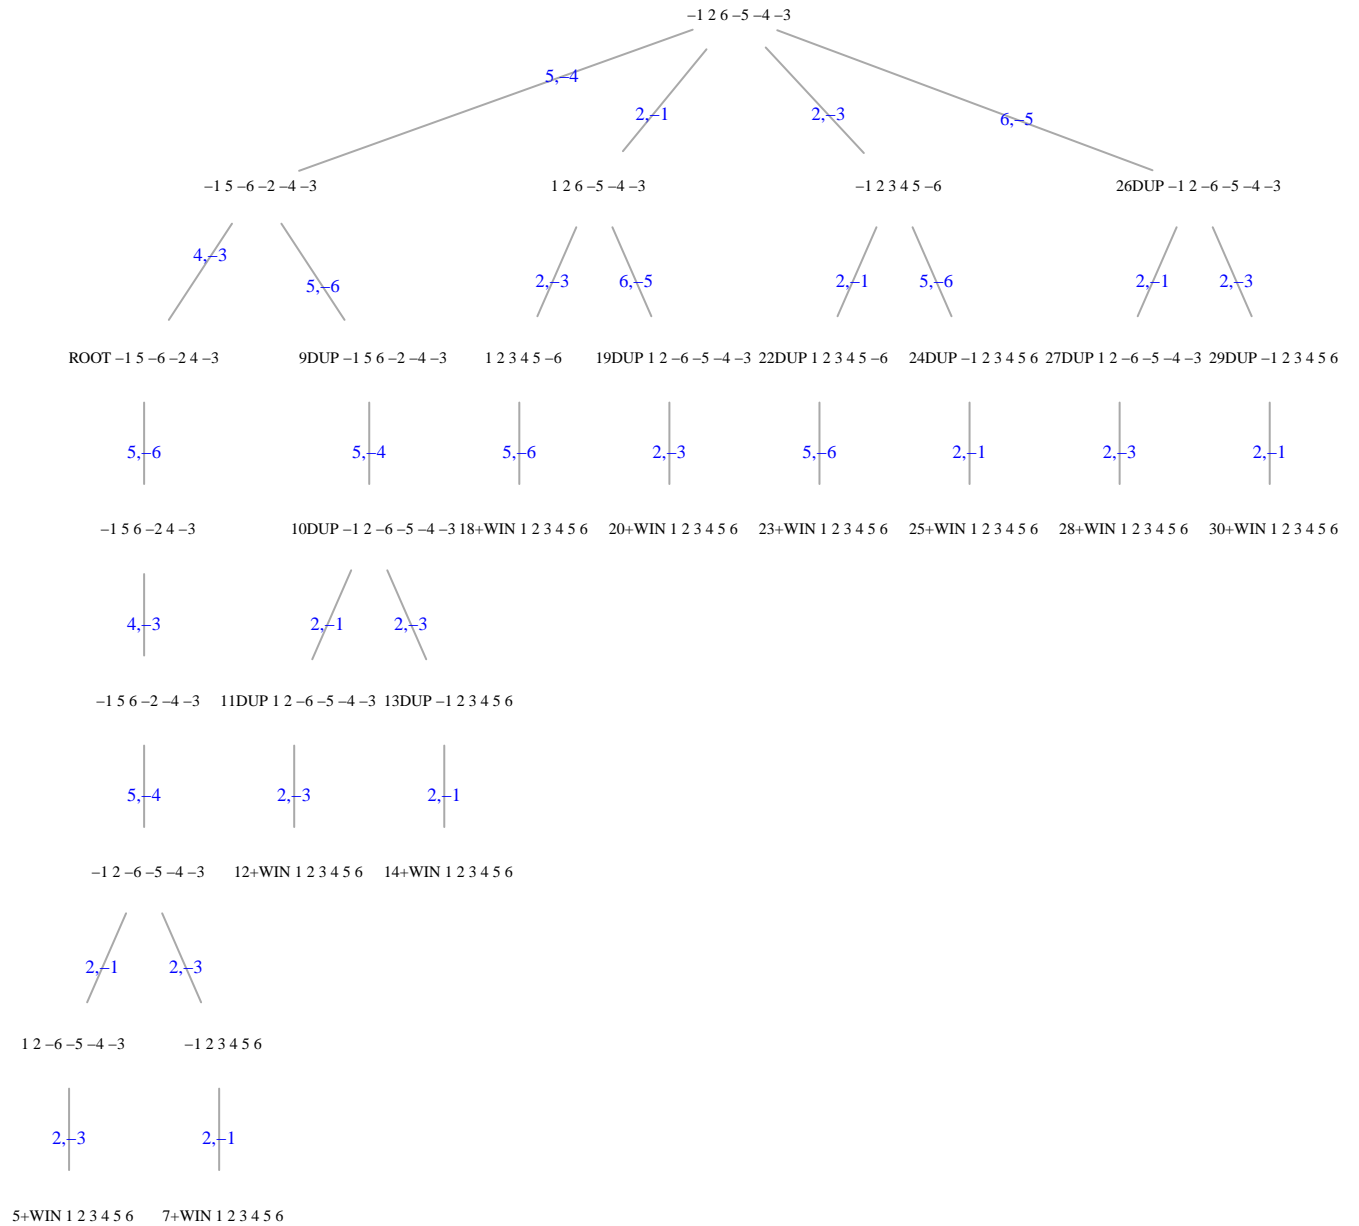 −1 2 6 −5 −4 −3
5,−4
2,−1
2,−3
6,−5
−1 5 −6 −2 −4 −3
1 2 6 −5 −4 −3
−1 2 3 4 5 −6
26DUP −1 2 −6 −5 −4 −3
4,−3
5,−6
2,−3
6,−5
2,−1
5,−6
2,−1
2,−3
ROOT −1 5 −6 −2 4 −3
9DUP −1 5 6 −2 −4 −3
1 2 3 4 5 −6
19DUP 1 2 −6 −5 −4 −3
22DUP 1 2 3 4 5 −6
24DUP −1 2 3 4 5 6
27DUP 1 2 −6 −5 −4 −3
29DUP −1 2 3 4 5 6
5,−6
5,−4
5,−6
2,−3
5,−6
2,−1
2,−3
2,−1
−1 5 6 −2 4 −3
10DUP −1 2 −6 −5 −4 −3
18+WIN 1 2 3 4 5 6
20+WIN 1 2 3 4 5 6
23+WIN 1 2 3 4 5 6
25+WIN 1 2 3 4 5 6
28+WIN 1 2 3 4 5 6
30+WIN 1 2 3 4 5 6
4,−3
2,−1
2,−3
−1 5 6 −2 −4 −3
11DUP 1 2 −6 −5 −4 −3
13DUP −1 2 3 4 5 6
5,−4
2,−3
2,−1
−1 2 −6 −5 −4 −3
12+WIN 1 2 3 4 5 6
14+WIN 1 2 3 4 5 6
2,−1
2,−3
1 2 −6 −5 −4 −3
−1 2 3 4 5 6
2,−3
2,−1
5+WIN 1 2 3 4 5 6
7+WIN 1 2 3 4 5 6